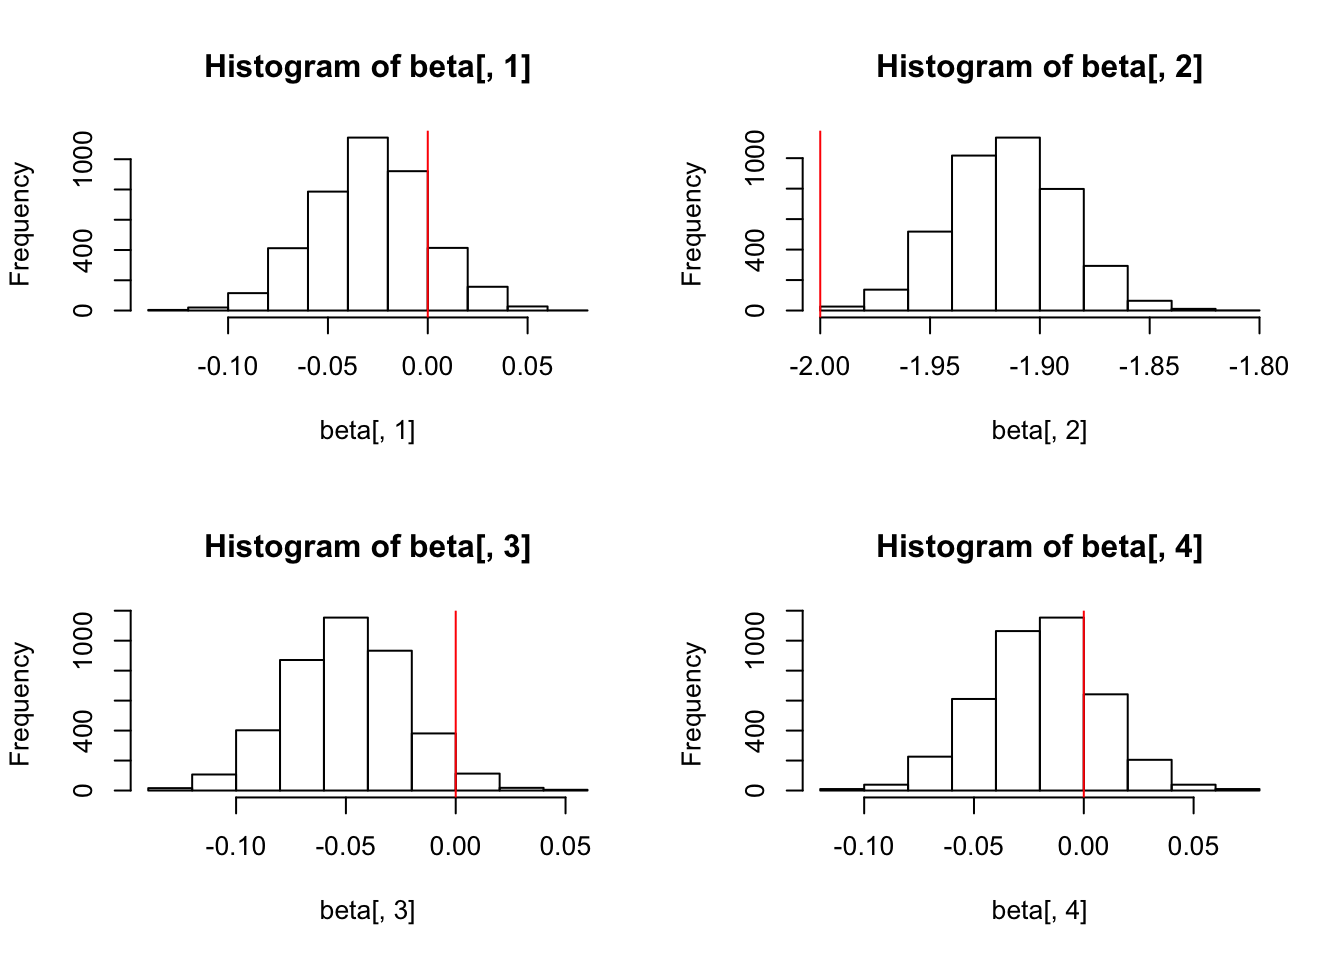 Histogram of beta[, 1]
Frequency
0 400 1000
-0.10 -0.05 0.00 0.05
beta[, 1]
Histogram of beta[, 2]
Frequency
0 400 1000
-2.00 -1.95 -1.90 -1.85 -1.80
beta[, 2]
Histogram of beta[, 3]
Frequency
0 400 1000
-0.10 -0.05 0.00 0.05
beta[, 3]
Histogram of beta[, 4]
Frequency
0 400 1000
-0.10 -0.05 0.00 0.05
beta[, 4]